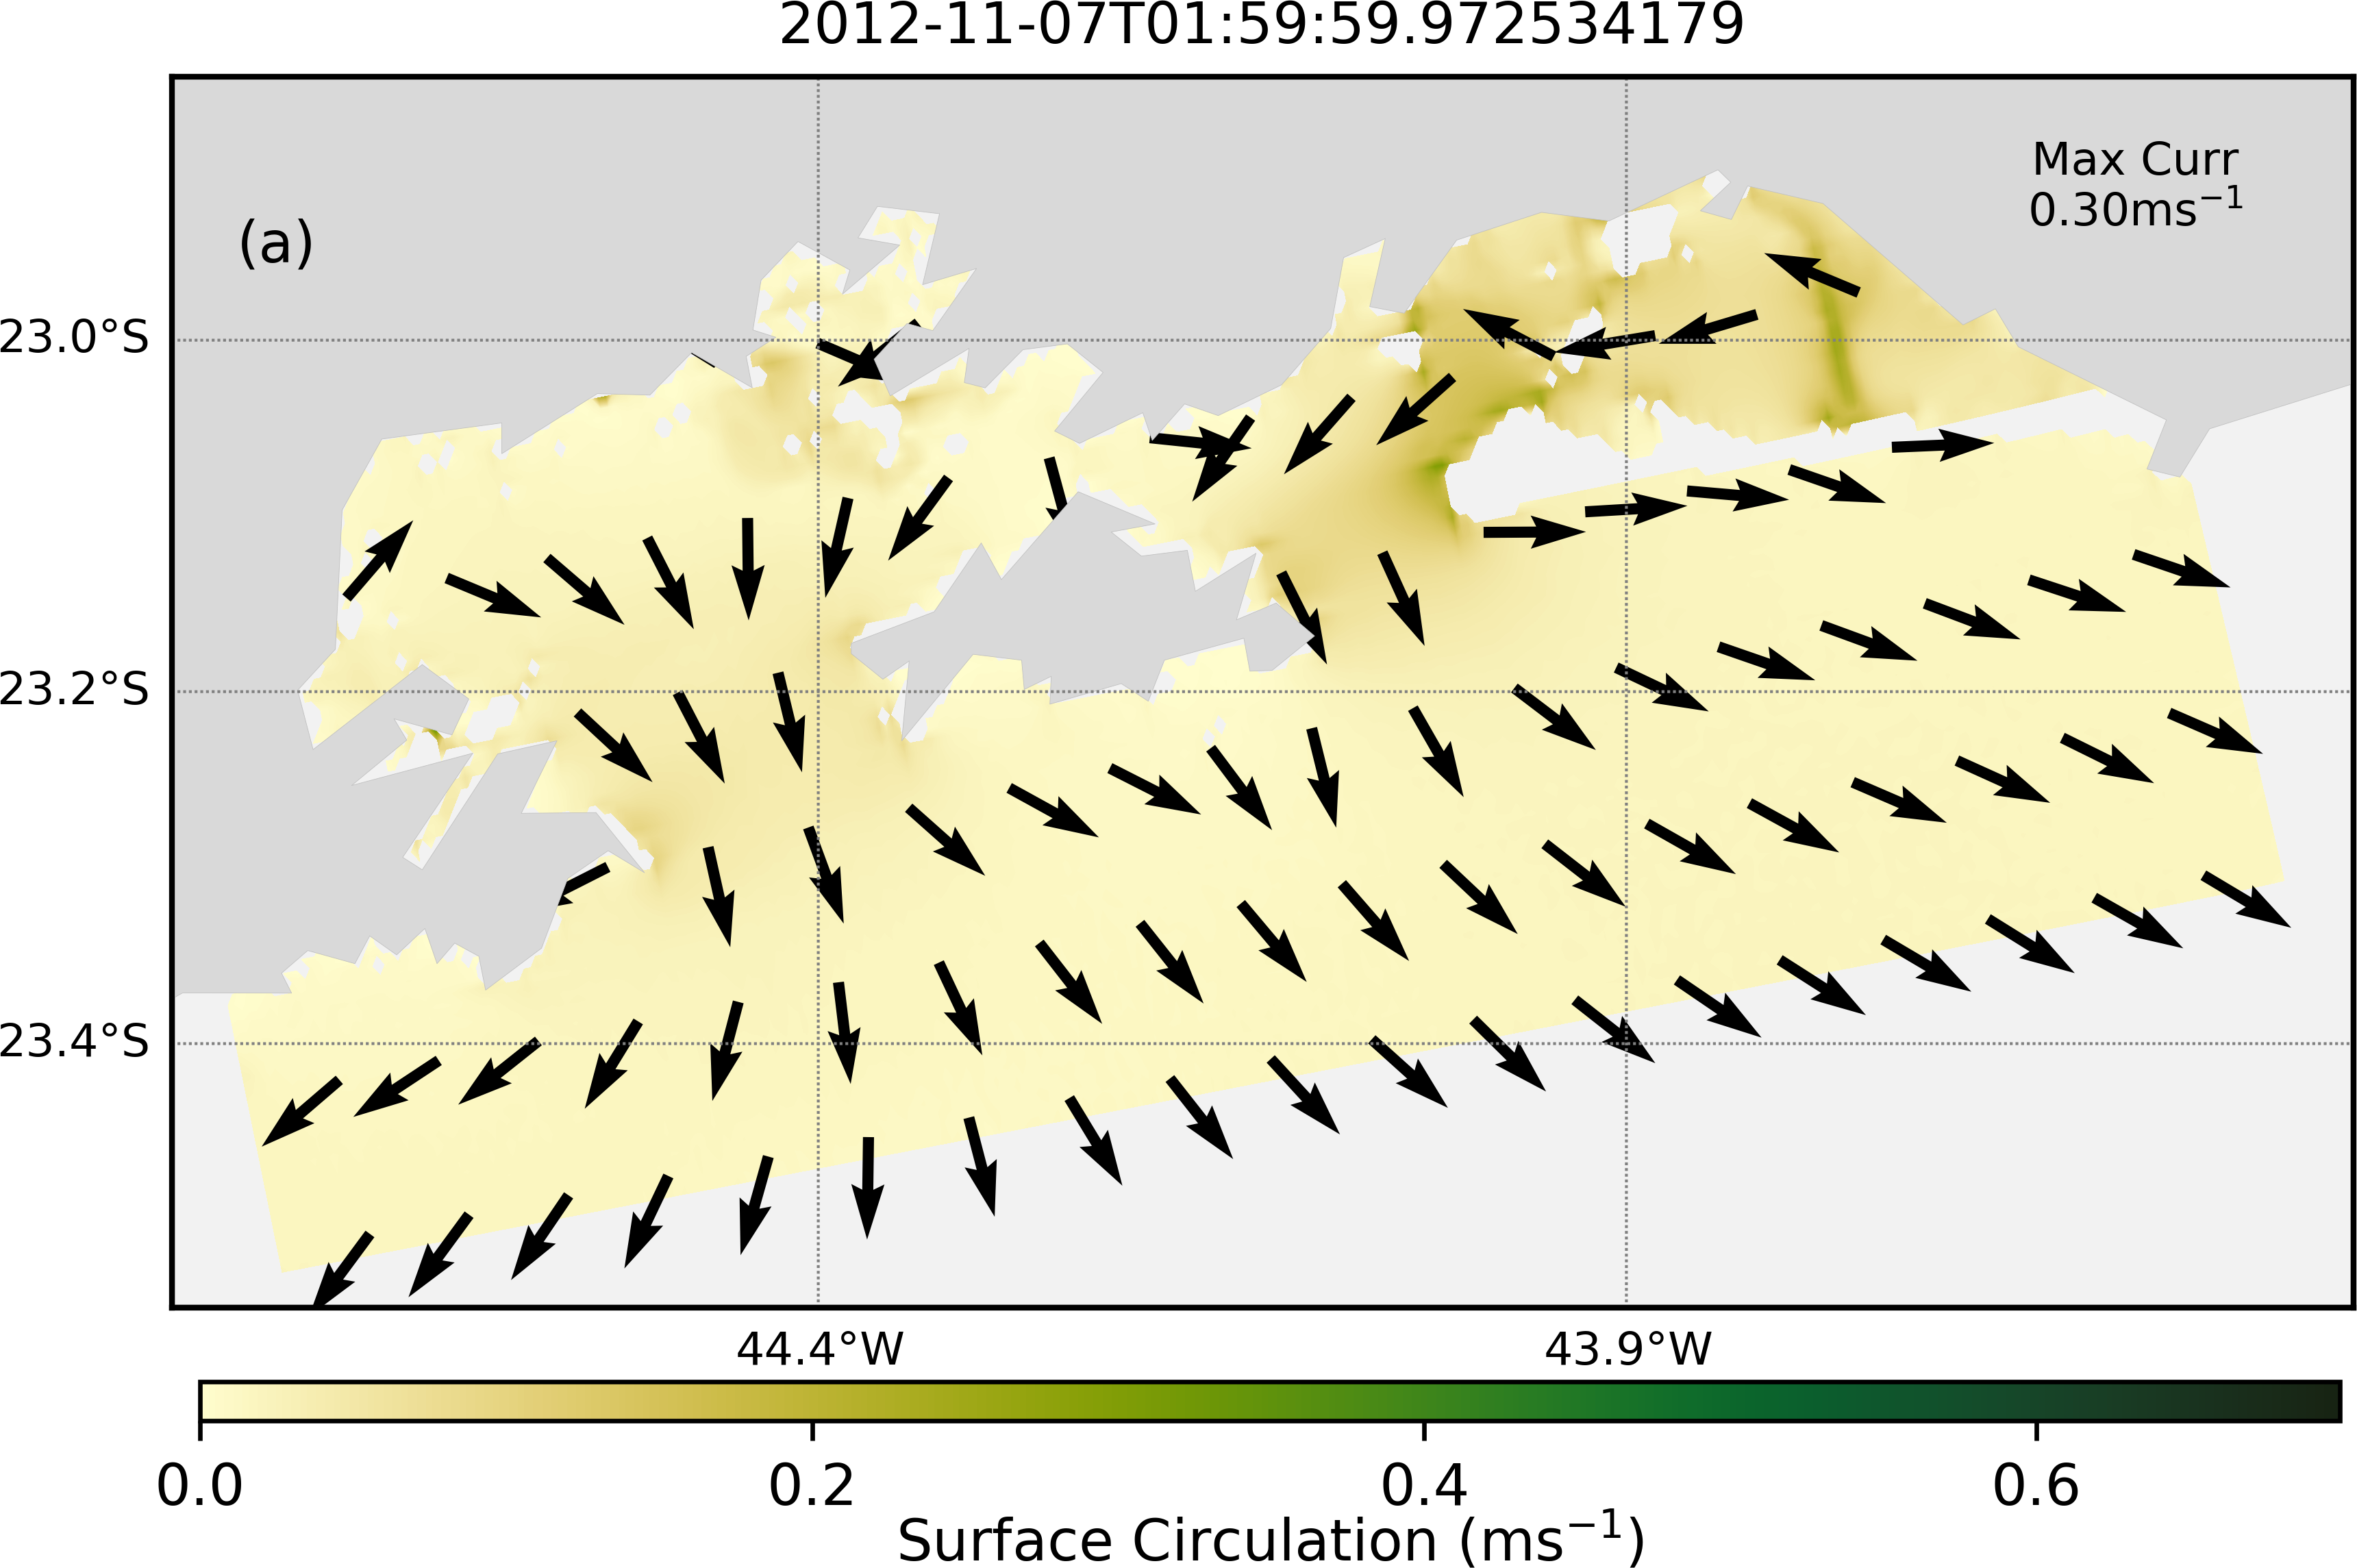 2012-11-07T01:59:59.972534179
Max Curr
0.30ms⁻¹
(a)
23.0°S
23.2°S
23.4°S
44.4°W
43.9°W
0.0
0.2
0.4
0.6
Surface Circulation (ms⁻¹)